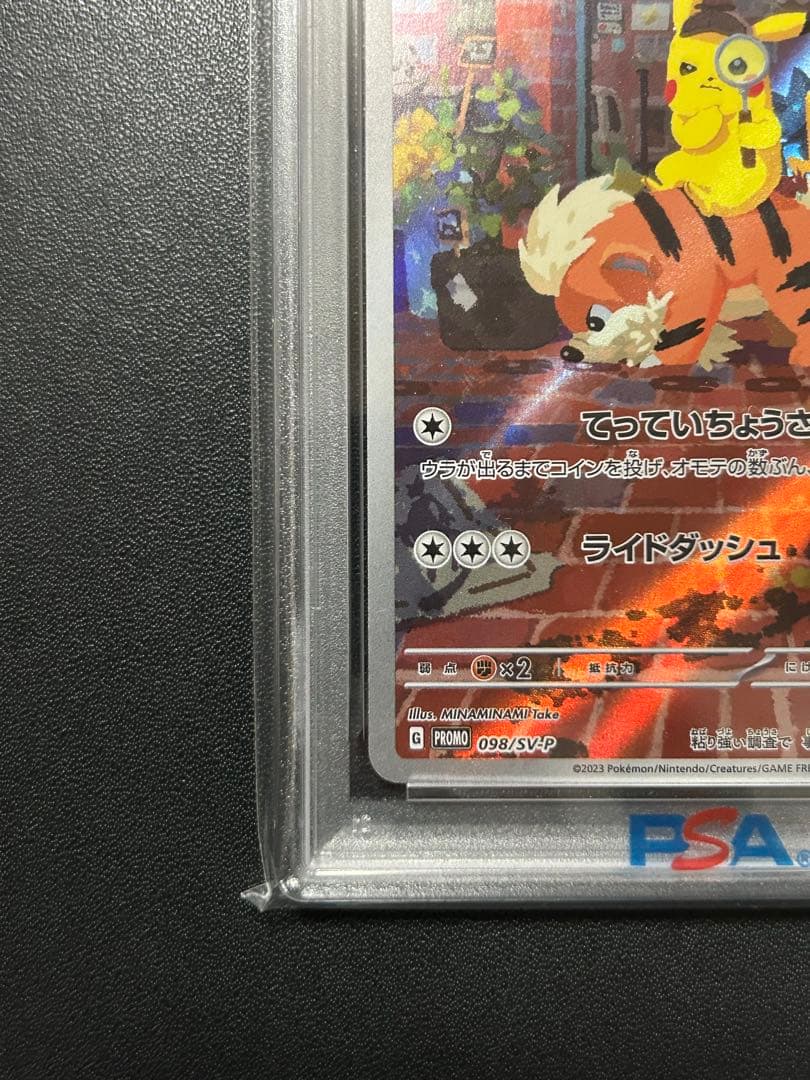 てっていちょうさ
ウラが出るまでコインを投げ、オモテの数ぶん、
ライドダッシュ
弱点 ×2 抵抗力 にげ
Illus. MINAMINAMI Take
G PROMO 098/SV-P
粘り強い調査で
©2023 Pokémon/Nintendo/Creatures/GAME FRE
PSA